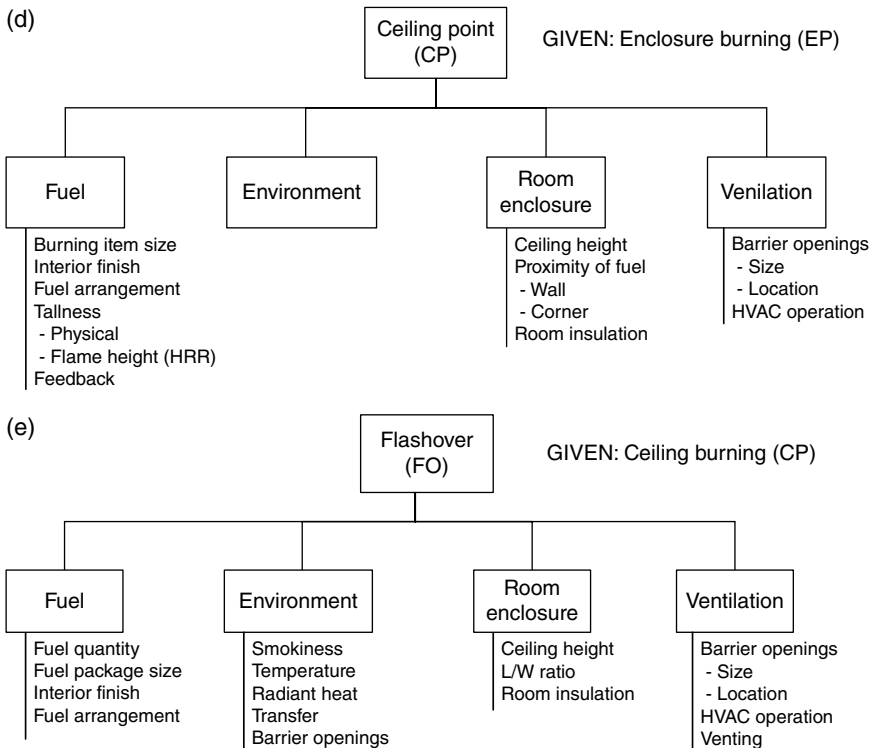 (d)
Ceiling point
(CP)
GIVEN: Enclosure burning (EP)
Fuel
Burning item size
Interior finish
Fuel arrangement
Tallness
- Physical
- Flame height (HRR)
Feedback
Environment
Room
enclosure
Ceiling height
Proximity of fuel
- Wall
- Corner
Room insulation
Venilation
Barrier openings
- Size
- Location
HVAC operation
(e)
Flashover
(FO)
GIVEN: Ceiling burning (CP)
Fuel
Fuel quantity
Fuel package size
Interior finish
Fuel arrangement
Environment
Smokiness
Temperature
Radiant heat
Transfer
Barrier openings
Room
enclosure
Ceiling height
L/W ratio
Room insulation
Ventilation
Barrier openings
- Size
- Location
HVAC operation
Venting